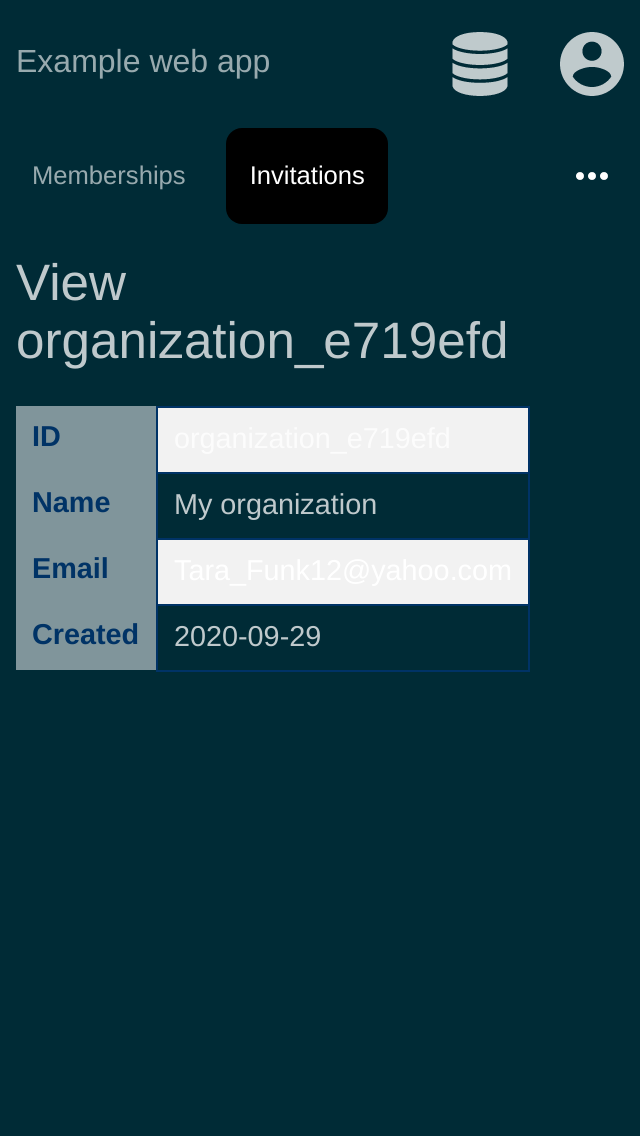 Example web app
Memberships Invitations
View
organization_e719efd
ID organization_e719efd
Name My organization
Email Tara_Funk12@yahoo.com
Created 2020-09-29